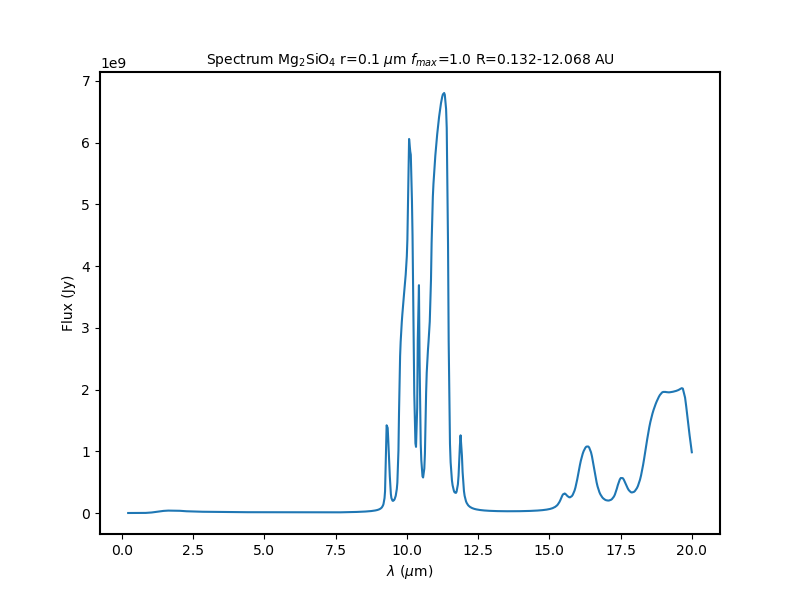 Spectrum Mg₂SiO₄ r=0.1 μm fₘₐₓ=1.0 R=0.132-12.068 AU
1e9
7
6
5
4
3
2
1
0
Flux (Jy)
0.0 2.5 5.0 7.5 10.0 12.5 15.0 17.5 20.0
λ (μm)